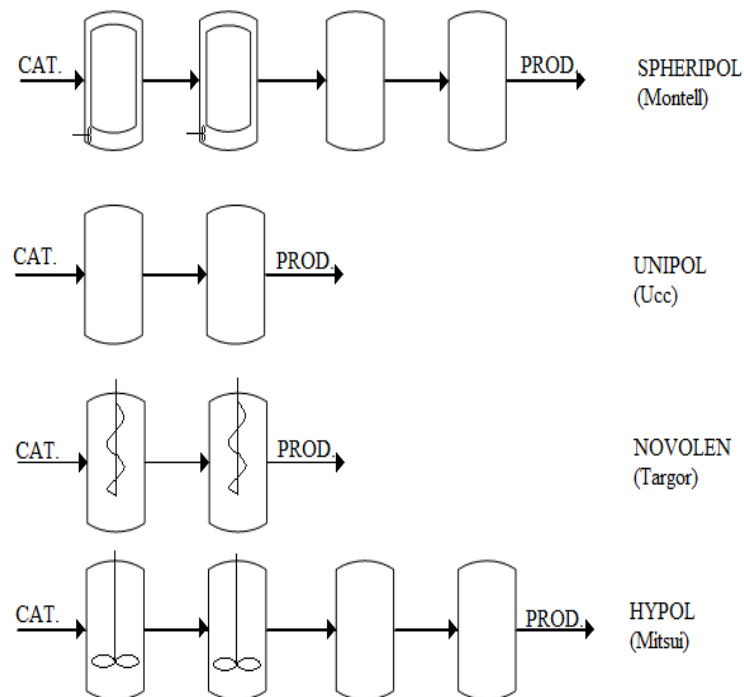 CAT.
PROD.
SPHERIPOL
(Montell)
CAT.
PROD.
UNIPOL
(Ucc)
CAT.
PROD.
NOVOLEN
(Targor)
CAT.
PROD.
HYPOL
(Mitsui)